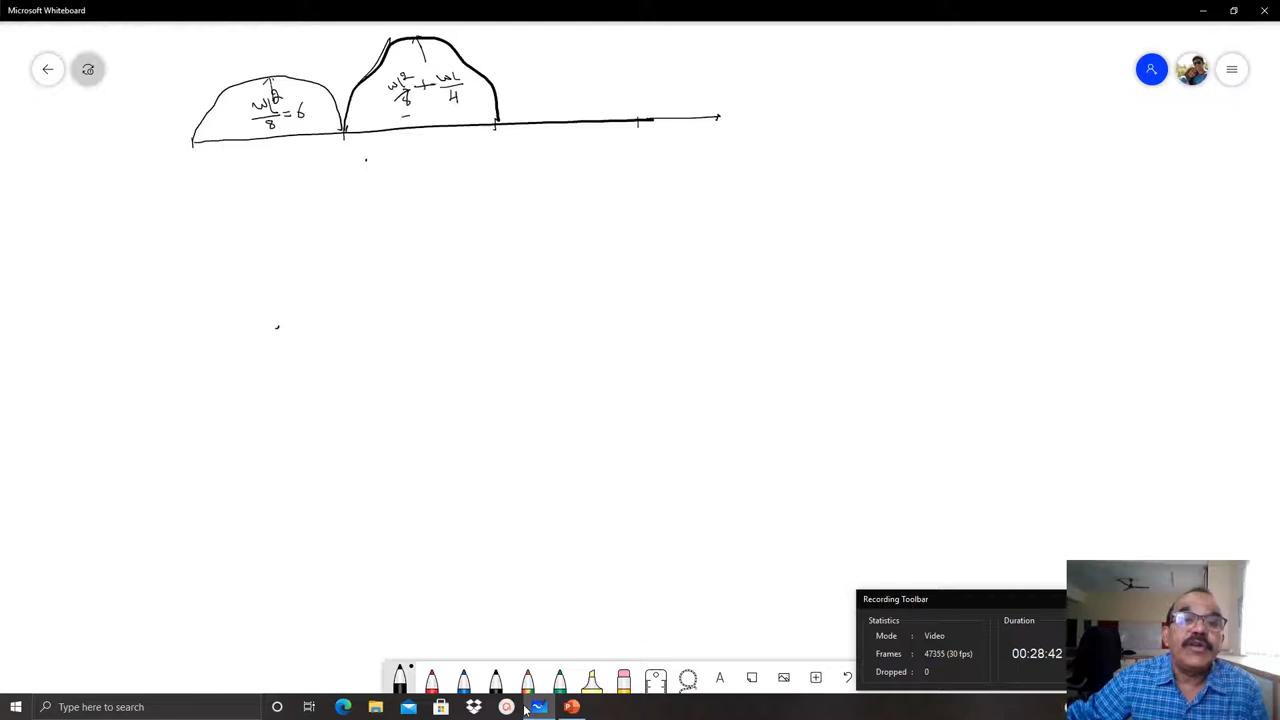 Microsoft Whiteboard
wl²/8 = 6
wl²/8 + wL/4
Recording Toolbar
Statistics
Duration
Mode : Video
Frames : 47355 (30 fps)
00:28:42
Dropped : 0
A
Type here to search